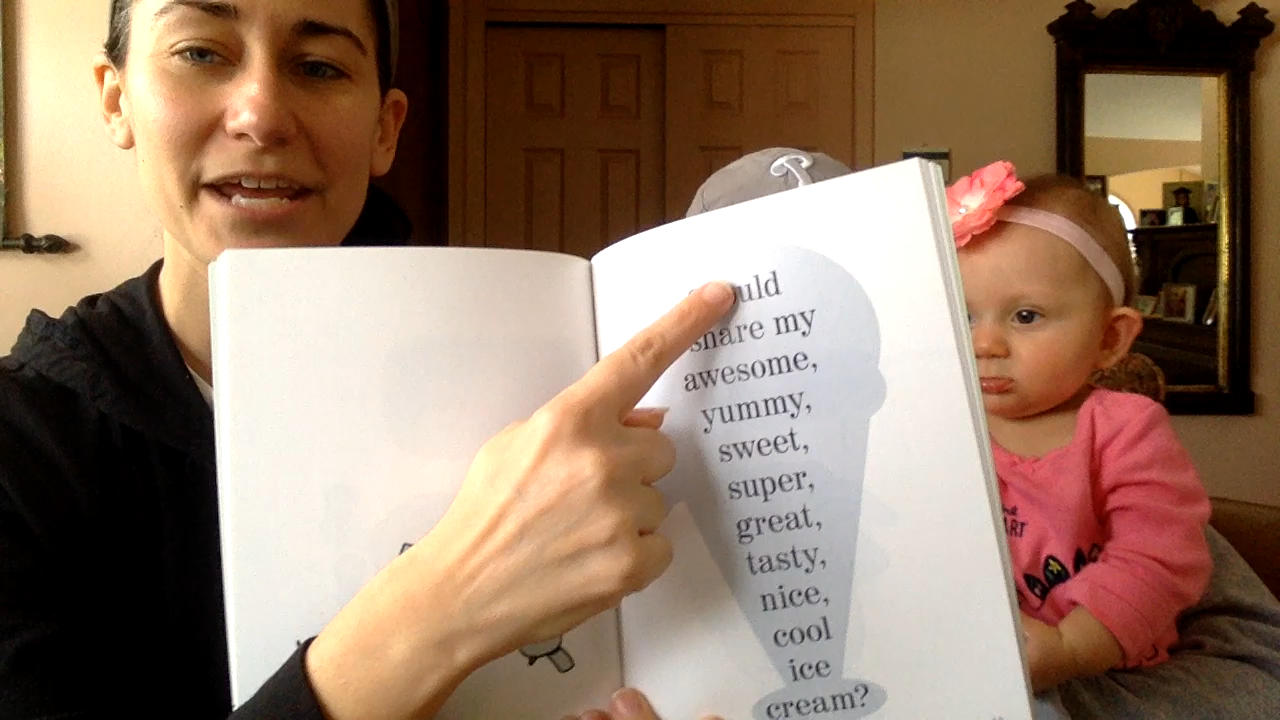 share my
awesome,
yummy,
sweet,
super,
great,
tasty,
nice,
cool
ice
cream?